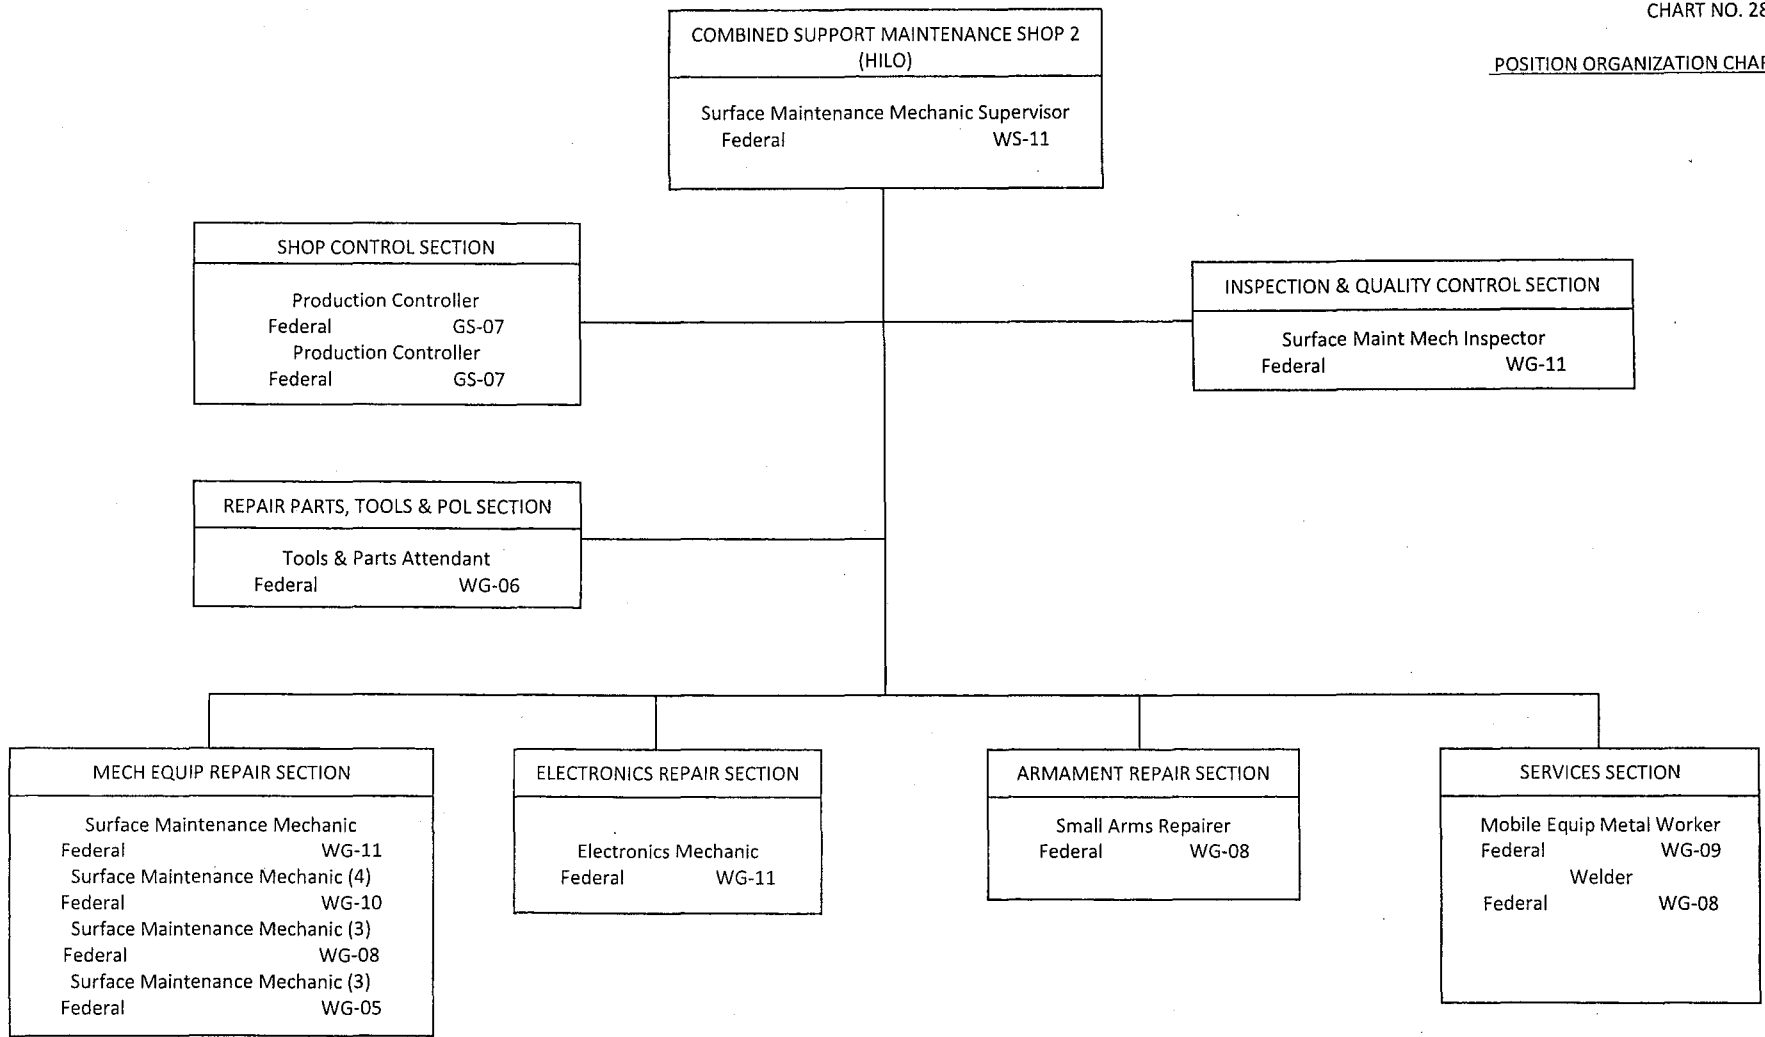 CHART NO. 28
POSITION ORGANIZATION CHAR
COMBINED SUPPORT MAINTENANCE SHOP 2
(HILO)
Surface Maintenance Mechanic Supervisor
Federal WS-11
SHOP CONTROL SECTION
Production Controller
Federal GS-07
Production Controller
Federal GS-07
INSPECTION & QUALITY CONTROL SECTION
Surface Maint Mech Inspector
Federal WG-11
REPAIR PARTS, TOOLS & POL SECTION
Tools & Parts Attendant
Federal WG-06
MECH EQUIP REPAIR SECTION
Surface Maintenance Mechanic
Federal WG-11
Surface Maintenance Mechanic (4)
Federal WG-10
Surface Maintenance Mechanic (3)
Federal WG-08
Surface Maintenance Mechanic (3)
Federal WG-05
ELECTRONICS REPAIR SECTION
Electronics Mechanic
Federal WG-11
ARMAMENT REPAIR SECTION
Small Arms Repairer
Federal WG-08
SERVICES SECTION
Mobile Equip Metal Worker
Federal WG-09
Welder
Federal WG-08